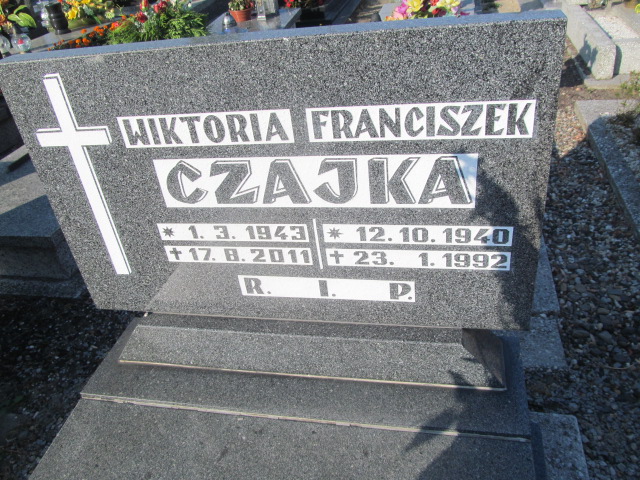 WIKTORIA FRANCISZEK
CZAJKA
* 1. 3. 1943 * 12. 10. 1940
+ 17. 8. 2011 + 23. 1. 1992
R. I. P.